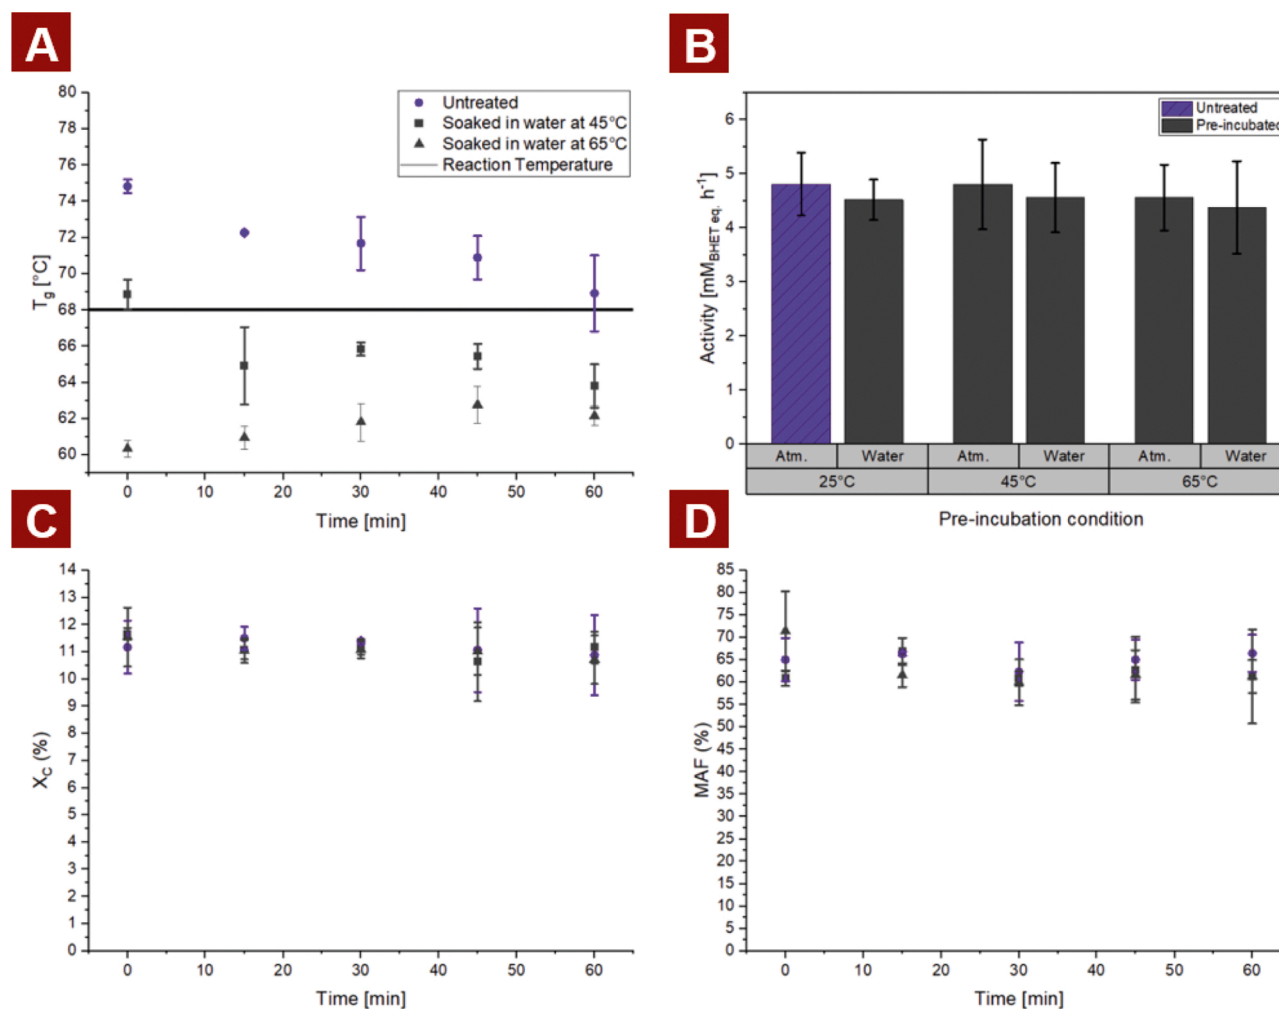 A
80
78
76
74
72
70
68
66
64
62
60
T_g [°C]
Untreated
Soaked in water at 45°C
Soaked in water at 65°C
Reaction Temperature
0 10 20 30 40 50 60
Time [min]
B
6
5
4
3
2
1
0
Activity [mM_BHET eq. h⁻¹]
Untreated
Pre-incubated
Atm. Water Atm. Water Atm. Water
25°C 45°C 65°C
Pre-incubation condition
C
14
13
12
11
10
9
8
7
6
5
4
3
2
1
0
X_C (%)
0 10 20 30 40 50 60
Time [min]
D
85
80
75
70
65
60
55
50
45
40
35
30
25
20
15
10
5
0
MAF (%)
0 10 20 30 40 50 60
Time [min]